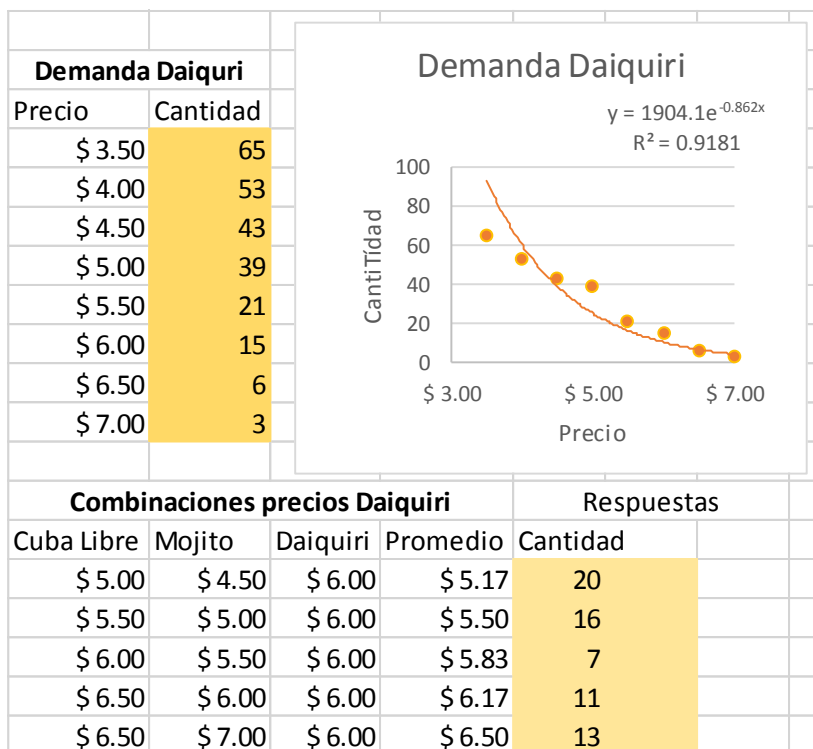 Demanda Daiquri
Precio Cantidad
$ 3.50 65
$ 4.00 53
$ 4.50 43
$ 5.00 39
$ 5.50 21
$ 6.00 15
$ 6.50 6
$ 7.00 3
Demanda Daiquiri
y = 1904.1e^-0.862x
R² = 0.9181
100
80
60
40
20
0
CantiTídad
$ 3.00 $ 5.00 $ 7.00
Precio
Combinaciones precios Daiquiri Respuestas
Cuba Libre Mojito Daiquiri Promedio Cantidad
$ 5.00 $ 4.50 $ 6.00 $ 5.17 20
$ 5.50 $ 5.00 $ 6.00 $ 5.50 16
$ 6.00 $ 5.50 $ 6.00 $ 5.83 7
$ 6.50 $ 6.00 $ 6.00 $ 6.17 11
$ 6.50 $ 7.00 $ 6.00 $ 6.50 13